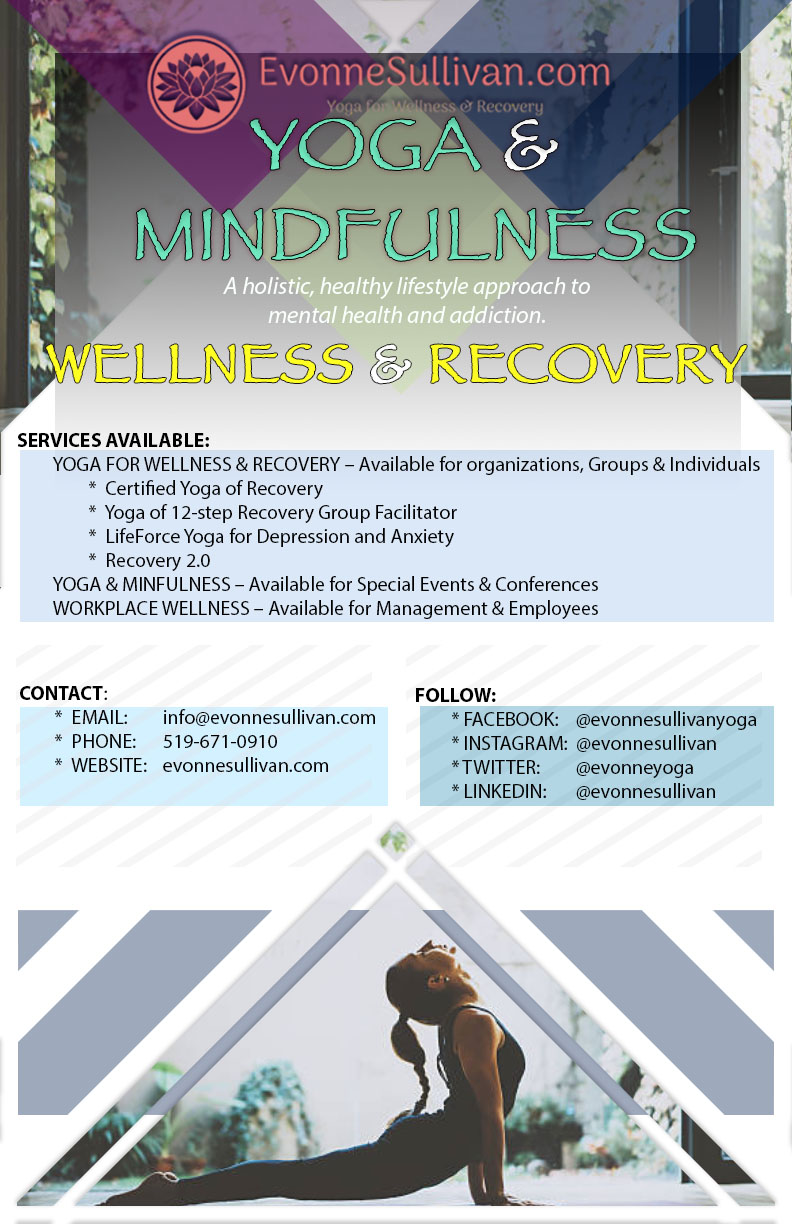 EvonneSullivan.com
Yoga for Wellness & Recovery
YOGA &
MINDFULNESS
A holistic, healthy lifestyle approach to
mental health and addiction.
WELLNESS & RECOVERY
SERVICES AVAILABLE:
YOGA FOR WELLNESS & RECOVERY – Available for organizations, Groups & Individuals
* Certified Yoga of Recovery
* Yoga of 12-step Recovery Group Facilitator
* LifeForce Yoga for Depression and Anxiety
* Recovery 2.0
YOGA & MINFULNESS – Available for Special Events & Conferences
WORKPLACE WELLNESS – Available for Management & Employees
CONTACT:
* EMAIL: info@evonnesullivan.com
* PHONE: 519-671-0910
* WEBSITE: evonnesullivan.com
FOLLOW:
* FACEBOOK: @evonnesullivanyoga
* INSTAGRAM: @evonnesullivan
* TWITTER: @evonneyoga
* LINKEDIN: @evonnesullivan